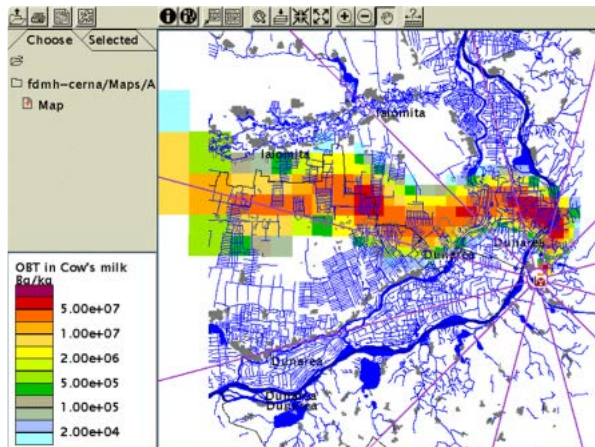 Choose
Selected
fdmh-cerna/Maps/A
Map
Ialomita
Ialomita
Dunarea
Dunarea
Dunarea
Dunarea
OBT in Cow's milk
Bq/kg
5.00e+07
1.00e+07
2.00e+06
5.00e+05
1.00e+05
2.00e+04